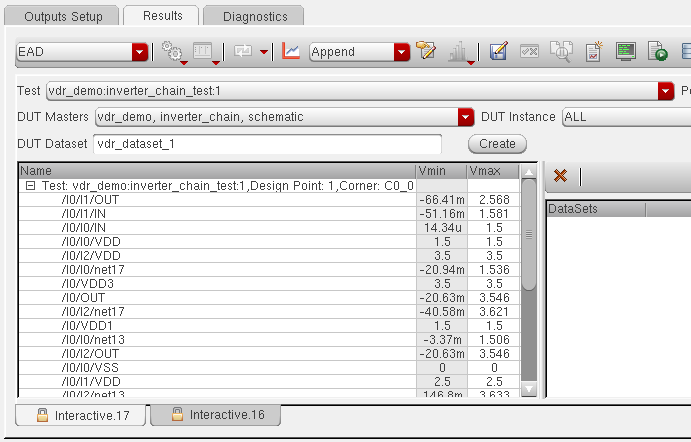 Outputs Setup Results Diagnostics
EAD Append
Test vdr_demo:inverter_chain_test:1
DUT Masters vdr_demo, inverter_chain, schematic DUT Instance ALL
DUT Dataset vdr_dataset_1 Create
Name Vmin Vmax
Test: vdr_demo:inverter_chain_test:1,Design Point: 1,Corner: C0_0
/I0/I1/OUT -66.41m 2.568
/I0/I1/IN -51.16m 1.581
/I0/I0/IN 14.34u 1.5
/I0/I0/VDD 1.5 1.5
/I0/I2/VDD 3.5 3.5
/I0/I0/net17 -20.94m 1.536
/I0/VDD3 3.5 3.5
/I0/OUT -20.63m 3.546
/I0/I2/net17 -40.58m 3.621
/I0/VDD1 1.5 1.5
/I0/I0/net13 -3.37m 1.506
/I0/I2/OUT -20.63m 3.546
/I0/I0/VSS 0 0
/I0/I1/VDD 2.5 2.5
/I0/I2/net13 146.8m 3.633
DataSets
Interactive.17 Interactive.16